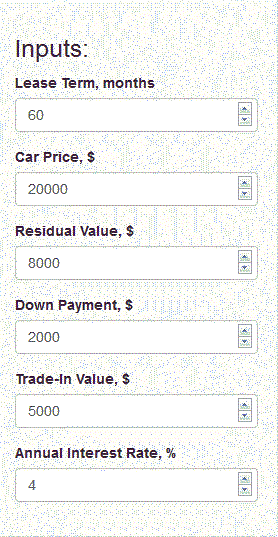 Inputs:
Lease Term, months
60
Car Price, $
20000
Residual Value, $
8000
Down Payment, $
2000
Trade-In Value, $
5000
Annual Interest Rate, %
4